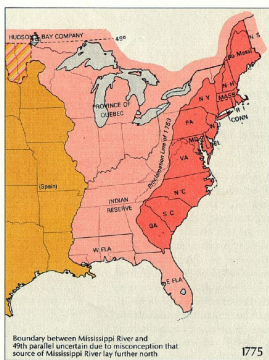 HUDSON'S BAY COMPANY
49°
N S
(to Mass)
PROVINCE OF
QUEBEC
N H
N Y
MASS
R I
CONN
PA
N J
MD
DEL
VA
Proclamation Line of 1763
(Spain)
INDIAN
RESERVE
N C
S C
GA
W FLA
E FLA
Boundary between Mississippi River and
49th parallel uncertain due to misconception that
source of Mississippi River lay further north
1775